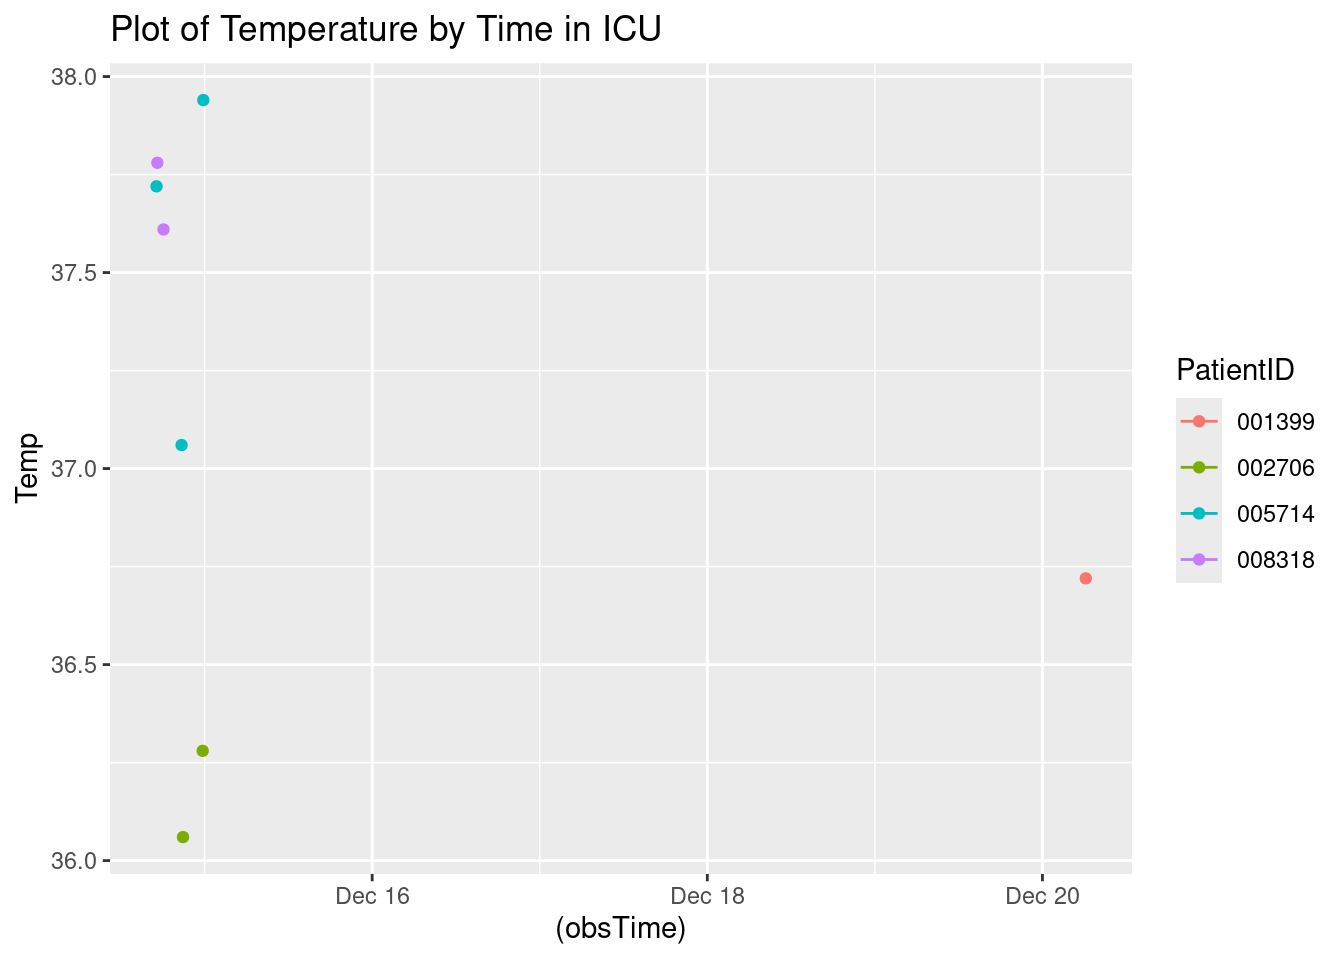 Plot of Temperature by Time in ICU
38.0
37.5
37.0
36.5
36.0
Temp
Dec 16
Dec 18
Dec 20
(obsTime)
PatientID
001399
002706
005714
008318